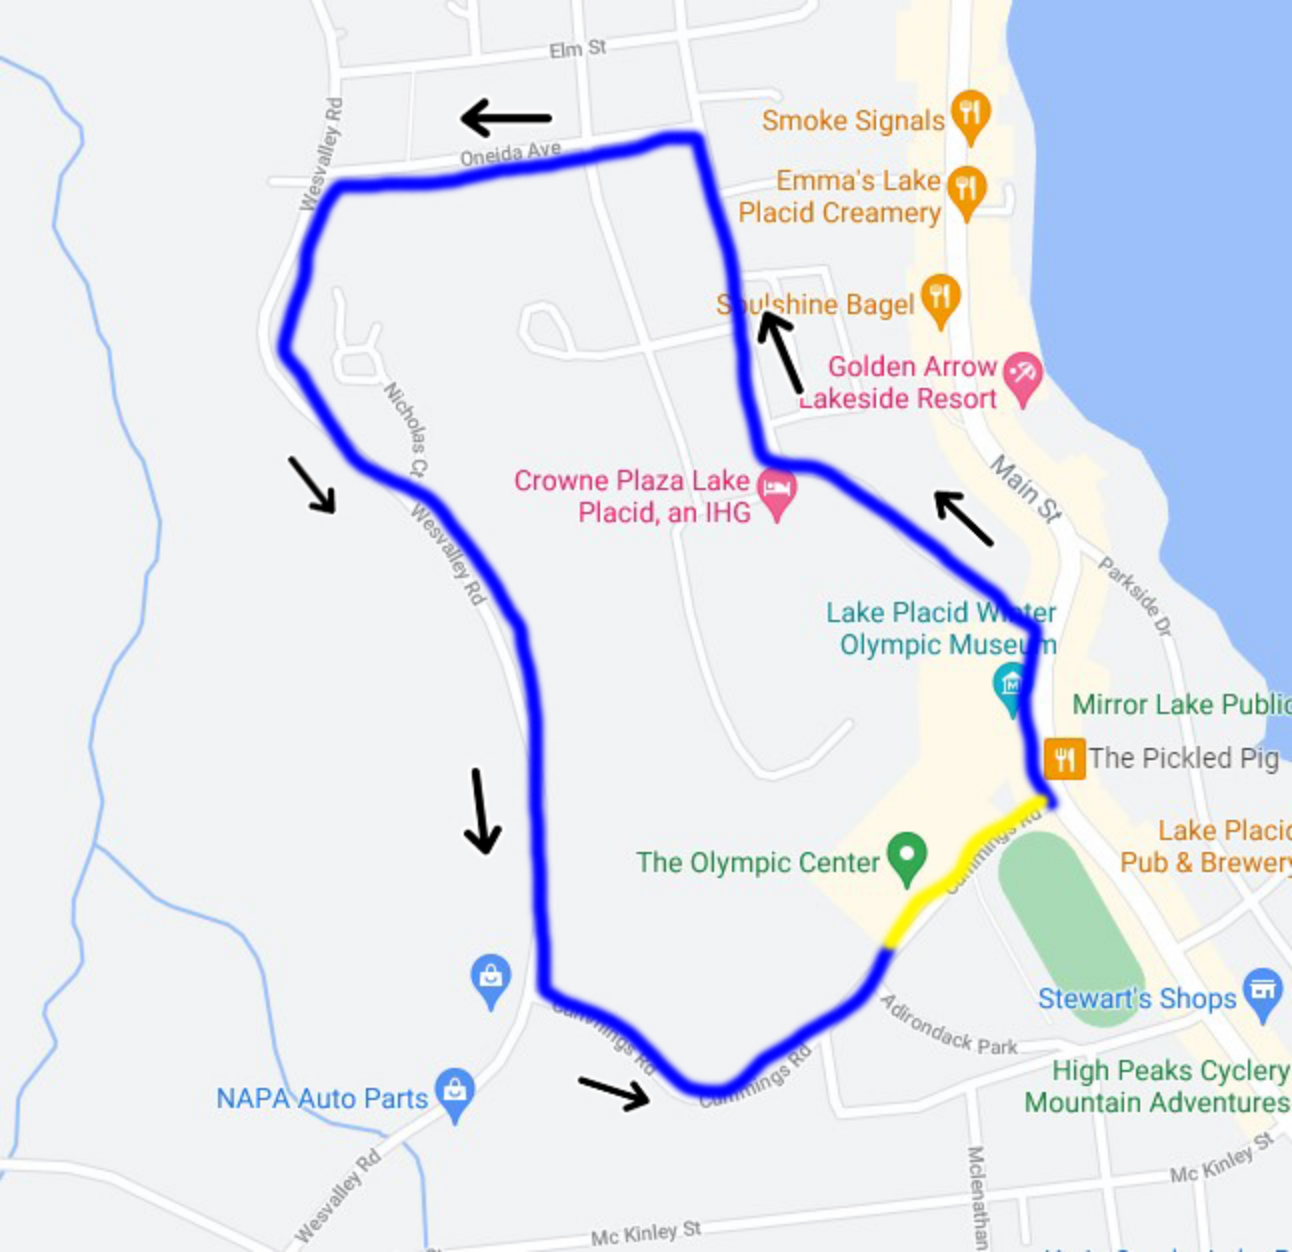 Elm St
Wesvalley Rd
Oneida Ave
Smoke Signals
Emma's Lake
Placid Creamery
Soulshine Bagel
Golden Arrow
Lakeside Resort
Nicholas Cr
Crowne Plaza Lake
Placid, an IHG
Main St
Wesvalley Rd
Parkside Dr
Lake Placid Winter
Olympic Museum
Mirror Lake Public
The Pickled Pig
Cummings Rd
Lake Placid
Pub & Brewery
The Olympic Center
Stewart's Shops
Adirondack Park
Cummings Rd
Cummings Rd
High Peaks Cyclery
Mountain Adventures
NAPA Auto Parts
Wesvalley Rd
Mc Kinley St
Mclenathan
Mc Kinley St